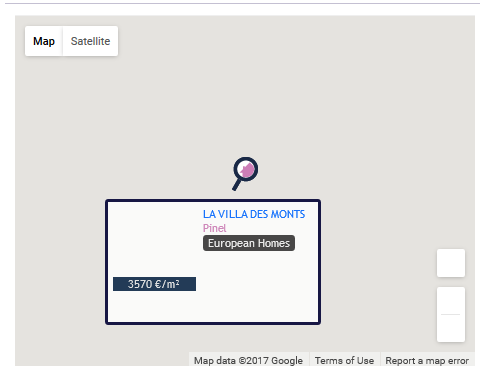 Map Satellite
LA VILLA DES MONTS
Pinel
European Homes
3570 €/m²
Map data ©2017 Google Terms of Use Report a map error